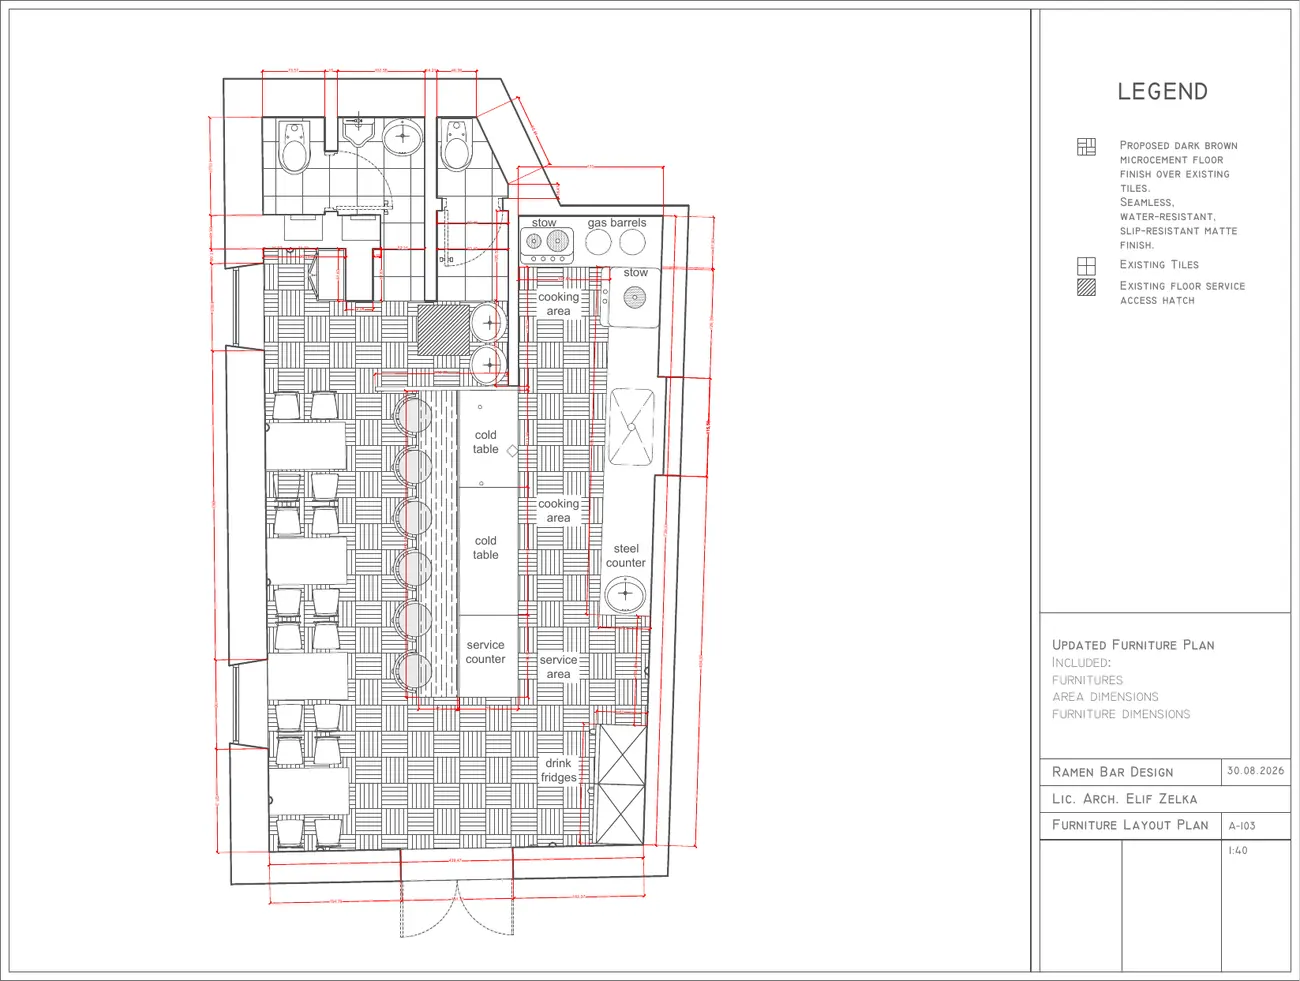 LEGEND
PROPOSED DARK BROWN
MICROCEMENT FLOOR
FINISH OVER EXISTING
TILES.
SEAMLESS,
WATER-RESISTANT,
SLIP-RESISTANT MATTE
FINISH.
EXISTING TILES
EXISTING FLOOR SERVICE
ACCESS HATCH
stow
gas barrels
stow
cooking
area
cold
table
cooking
area
cold
table
steel
counter
service
counter
service
area
drink
fridges
UPDATED FURNITURE PLAN
INCLUDED:
FURNITURES
AREA DIMENSIONS
FURNITURE DIMENSIONS
RAMEN BAR DESIGN
30.08.2026
LIC. ARCH. ELIF ZELKA
FURNITURE LAYOUT PLAN
A-103
1:40